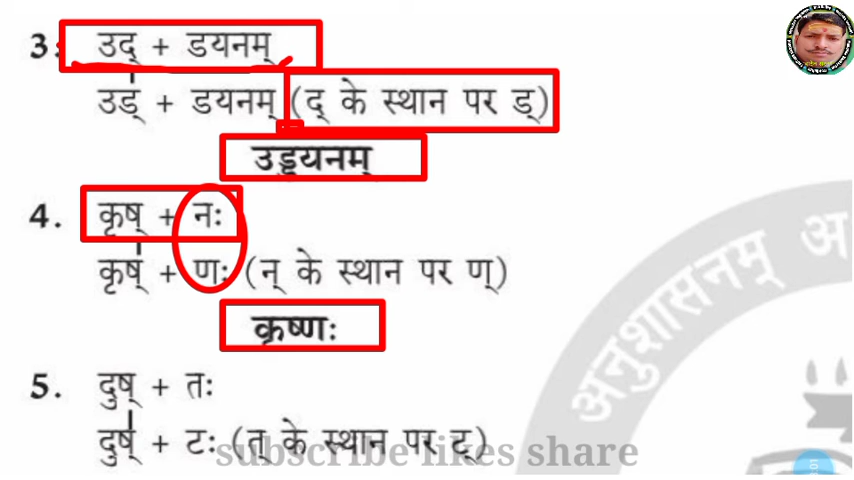 3. उद् + डयनम्
उड् + डयनम् (द् के स्थान पर ड्)
उड्डयनम्
4. कृष् + नः
कृष् + णः (न् के स्थान पर ण्)
कृष्णः
5. दुष् + तः
दुष् + टः (त् के स्थान पर ट्)
subscribe likes share
अनुशासनम् अ